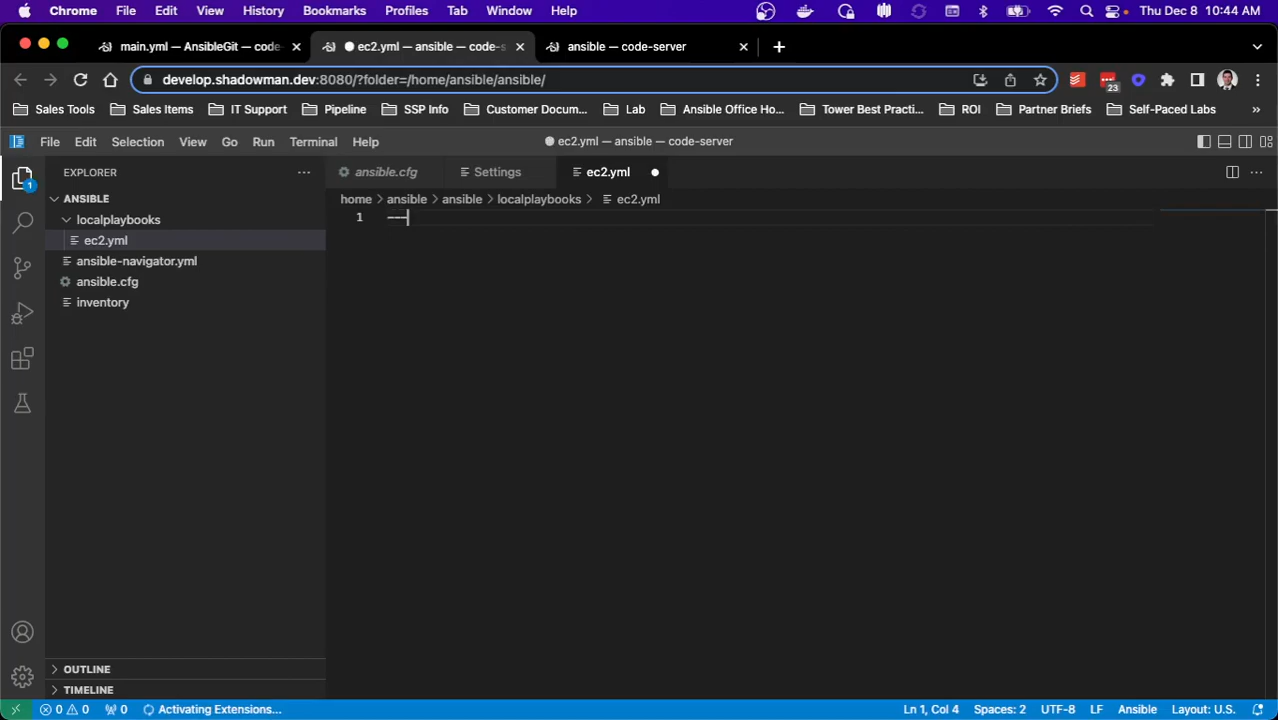 Chrome File Edit View History Bookmarks Profiles Tab Window Help Thu Dec 8 10:44 AM
main.yml — AnsibleGit — code- ec2.yml — ansible — code-s ansible — code-server
develop.shadowman.dev:8080/?folder=/home/ansible/ansible/ 23
Sales Tools Sales Items IT Support Pipeline SSP Info Customer Docum... Lab Ansible Office Ho... Tower Best Practi... ROI Partner Briefs Self-Paced Labs »
File Edit Selection View Go Run Terminal Help ec2.yml — ansible — code-server
1 EXPLORER ··· ansible.cfg Settings ec2.yml ···
ANSIBLE home > ansible > ansible > localplaybooks > ec2.yml
localplaybooks 1 ---
ec2.yml
ansible-navigator.yml
ansible.cfg
inventory
OUTLINE
TIMELINE
0 0 0 Activating Extensions... Ln 1, Col 4 Spaces: 2 UTF-8 LF Ansible Layout: U.S.